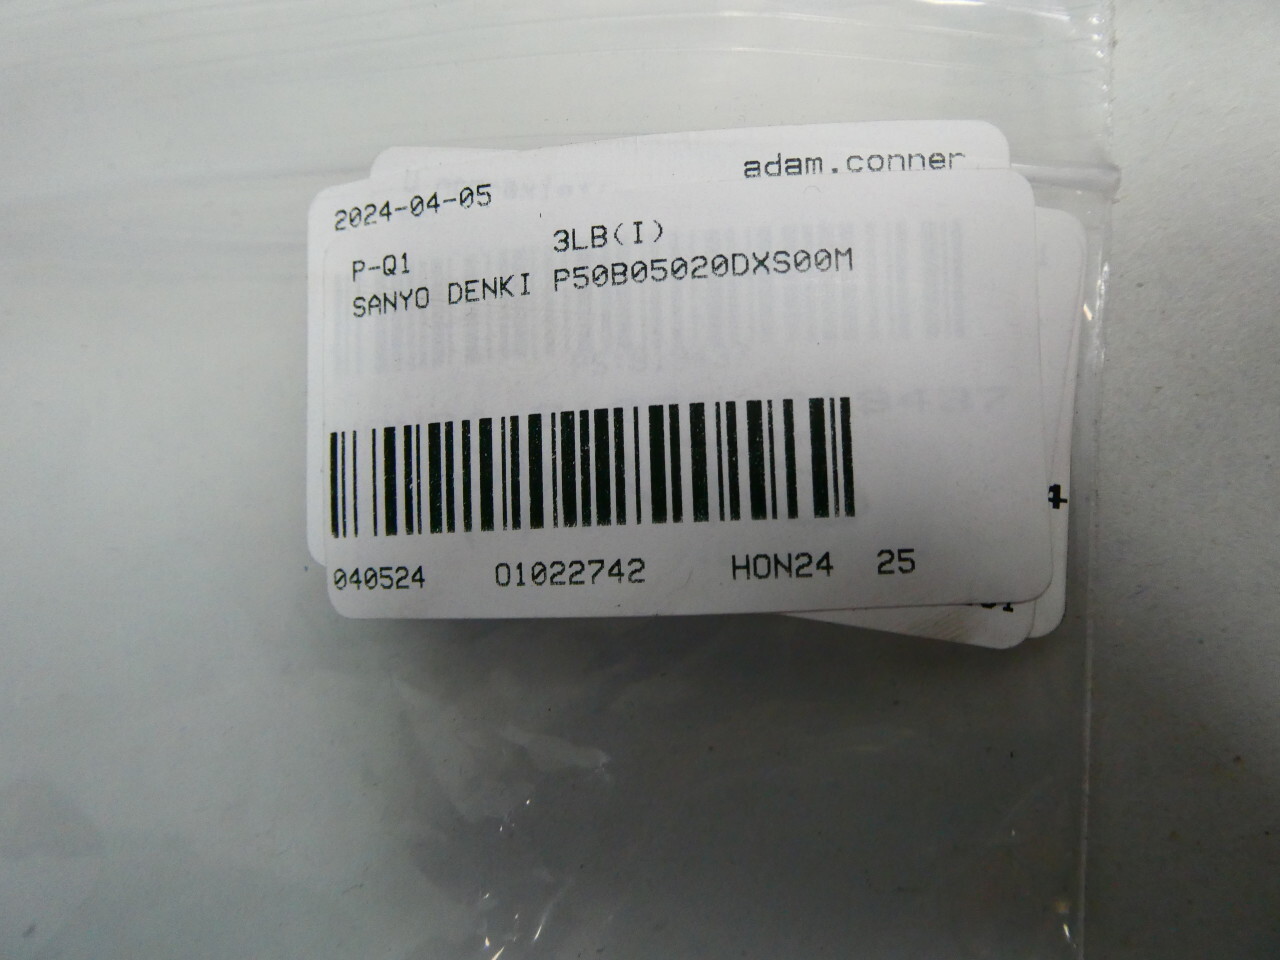 adam.conner
2024-04-05
3LB(I)
P-Q1
SANYO DENKI P50B05020DXS00M
040524 01022742 HON24 25